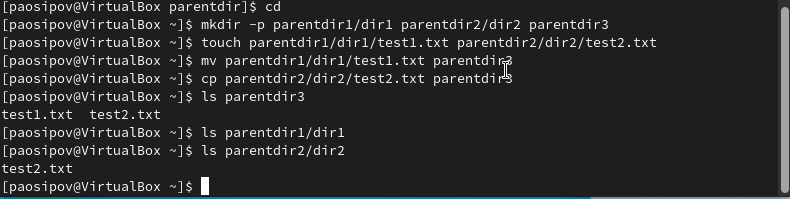 [paosipov@VirtualBox parentdir]$ cd
[paosipov@VirtualBox ~]$ mkdir -p parentdir1/dir1 parentdir2/dir2 parentdir3
[paosipov@VirtualBox ~]$ touch parentdir1/dir1/test1.txt parentdir2/dir2/test2.txt
[paosipov@VirtualBox ~]$ mv parentdir1/dir1/test1.txt parentdir3
[paosipov@VirtualBox ~]$ cp parentdir2/dir2/test2.txt parentdir3
[paosipov@VirtualBox ~]$ ls parentdir3
test1.txt  test2.txt
[paosipov@VirtualBox ~]$ ls parentdir1/dir1
[paosipov@VirtualBox ~]$ ls parentdir2/dir2
test2.txt
[paosipov@VirtualBox ~]$